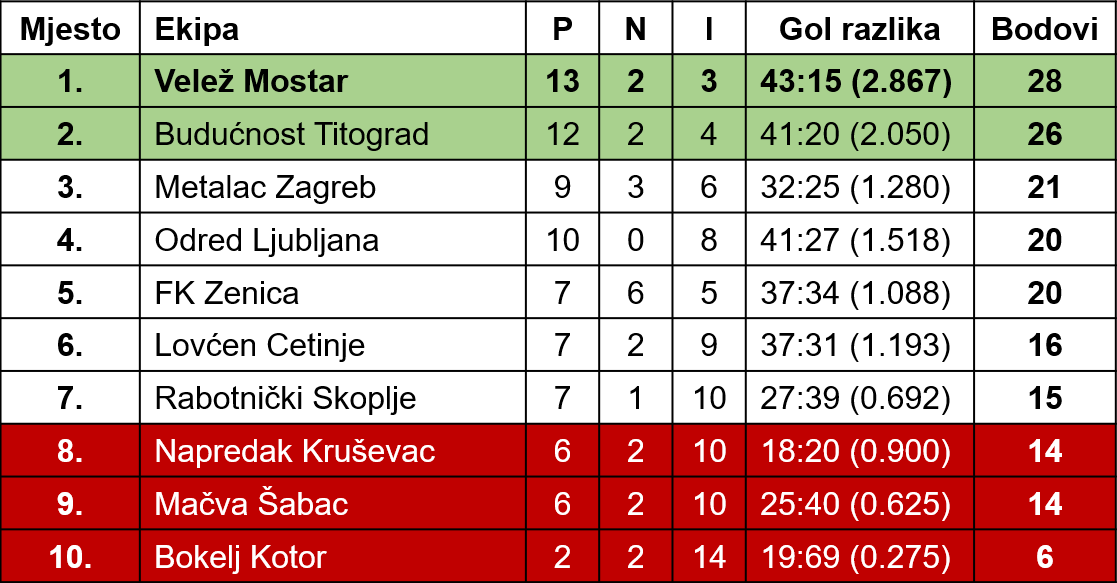 Mjesto Ekipa P N I Gol razlika Bodovi
1. Velež Mostar 13 2 3 43:15 (2.867) 28
2. Budućnost Titograd 12 2 4 41:20 (2.050) 26
3. Metalac Zagreb 9 3 6 32:25 (1.280) 21
4. Odred Ljubljana 10 0 8 41:27 (1.518) 20
5. FK Zenica 7 6 5 37:34 (1.088) 20
6. Lovćen Cetinje 7 2 9 37:31 (1.193) 16
7. Rabotnički Skoplje 7 1 10 27:39 (0.692) 15
8. Napredak Kruševac 6 2 10 18:20 (0.900) 14
9. Mačva Šabac 6 2 10 25:40 (0.625) 14
10. Bokelj Kotor 2 2 14 19:69 (0.275) 6